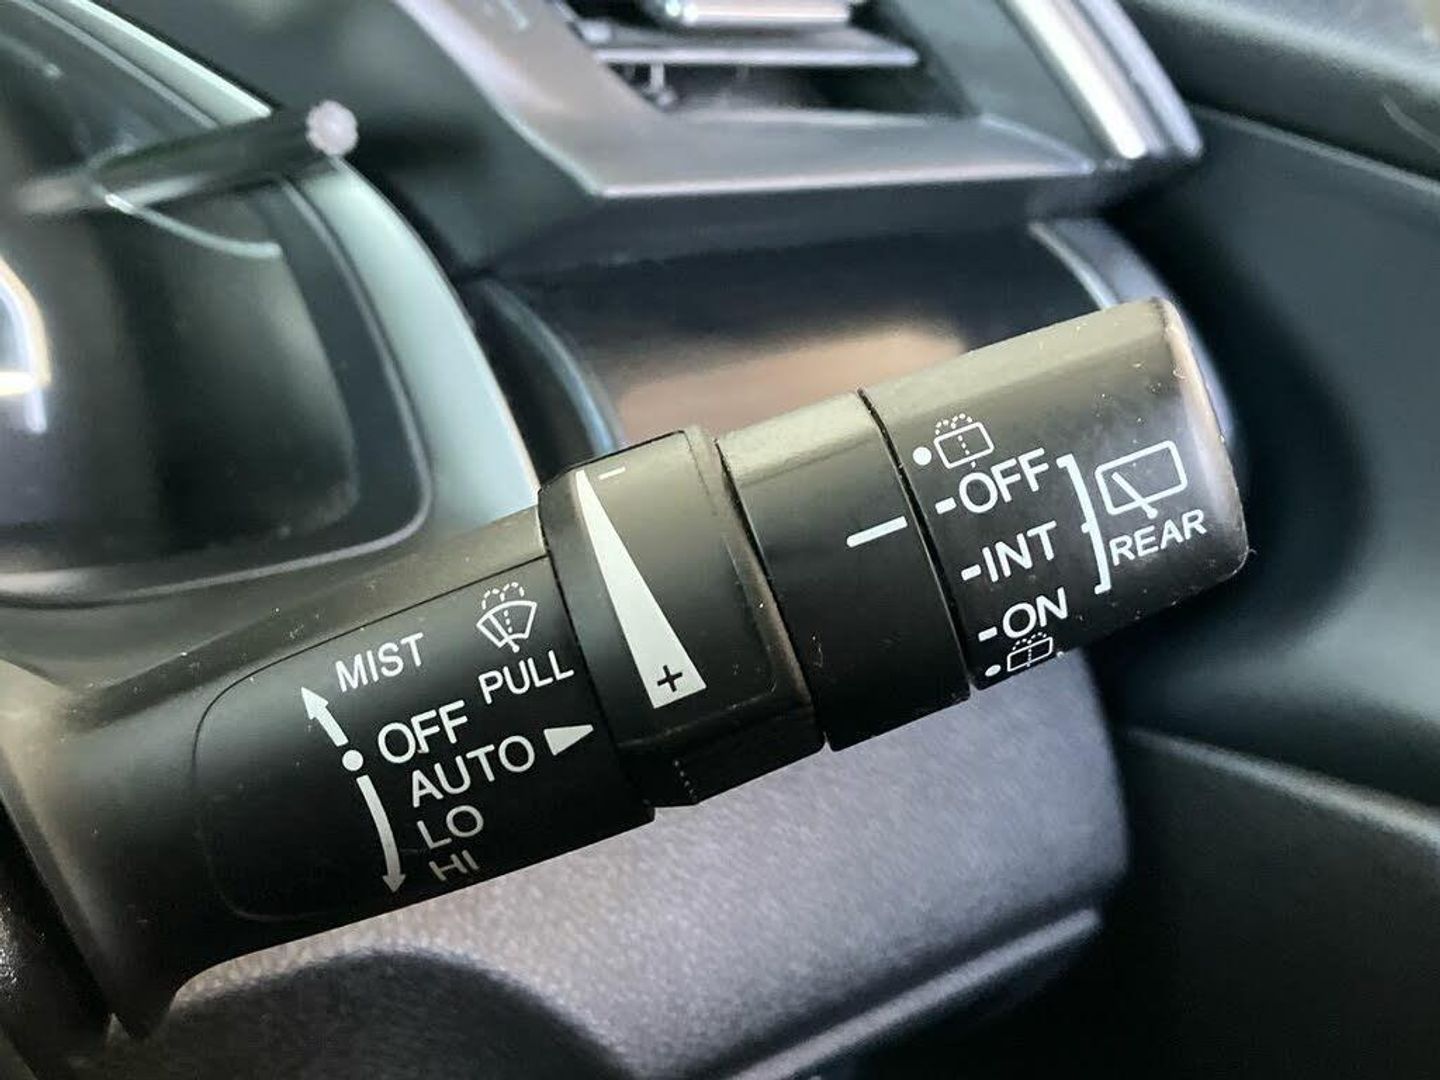 MIST
PULL
OFF
AUTO
LO
HI
−
+
OFF
INT
ON
REAR